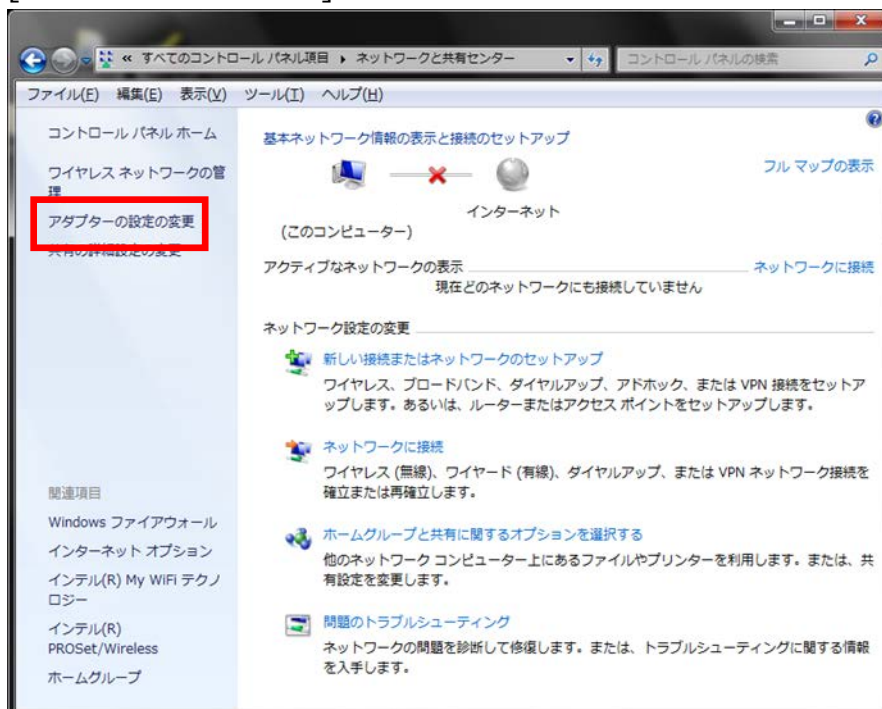 « すべてのコントロール パネル項目 ▸ ネットワークと共有センター
コントロール パネルの検索
ファイル(F) 編集(E) 表示(V) ツール(T) ヘルプ(H)
コントロール パネル ホーム
ワイヤレス ネットワークの管
理
アダプターの設定の変更
共有の詳細設定の変更
基本ネットワーク情報の表示と接続のセットアップ
フル マップの表示
インターネット
(このコンピューター)
アクティブなネットワークの表示
ネットワークに接続
現在どのネットワークにも接続していません
ネットワーク設定の変更
新しい接続またはネットワークのセットアップ
ワイヤレス、ブロードバンド、ダイヤルアップ、アドホック、または VPN 接続をセットア
ップします。あるいは、ルーターまたはアクセス ポイントをセットアップします。
ネットワークに接続
ワイヤレス (無線)、ワイヤード (有線)、ダイヤルアップ、または VPN ネットワーク接続を
確立または再確立します。
ホームグループと共有に関するオプションを選択する
他のネットワーク コンピューター上にあるファイルやプリンターを利用します。または、共
有設定を変更します。
問題のトラブルシューティング
ネットワークの問題を診断して修復します。または、トラブルシューティングに関する情報
を入手します。
関連項目
Windows ファイアウォール
インターネット オプション
インテル(R) My WiFi テクノ
ロジー
インテル(R)
PROSet/Wireless
ホームグループ